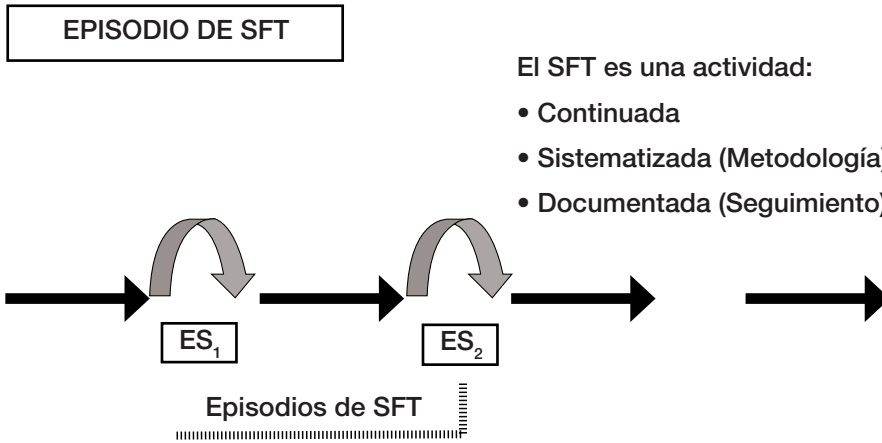 EPISODIO DE SFT
El SFT es una actividad:
• Continuada
• Sistematizada (Metodología)
• Documentada (Seguimiento)
ES₁
ES₂
Episodios de SFT